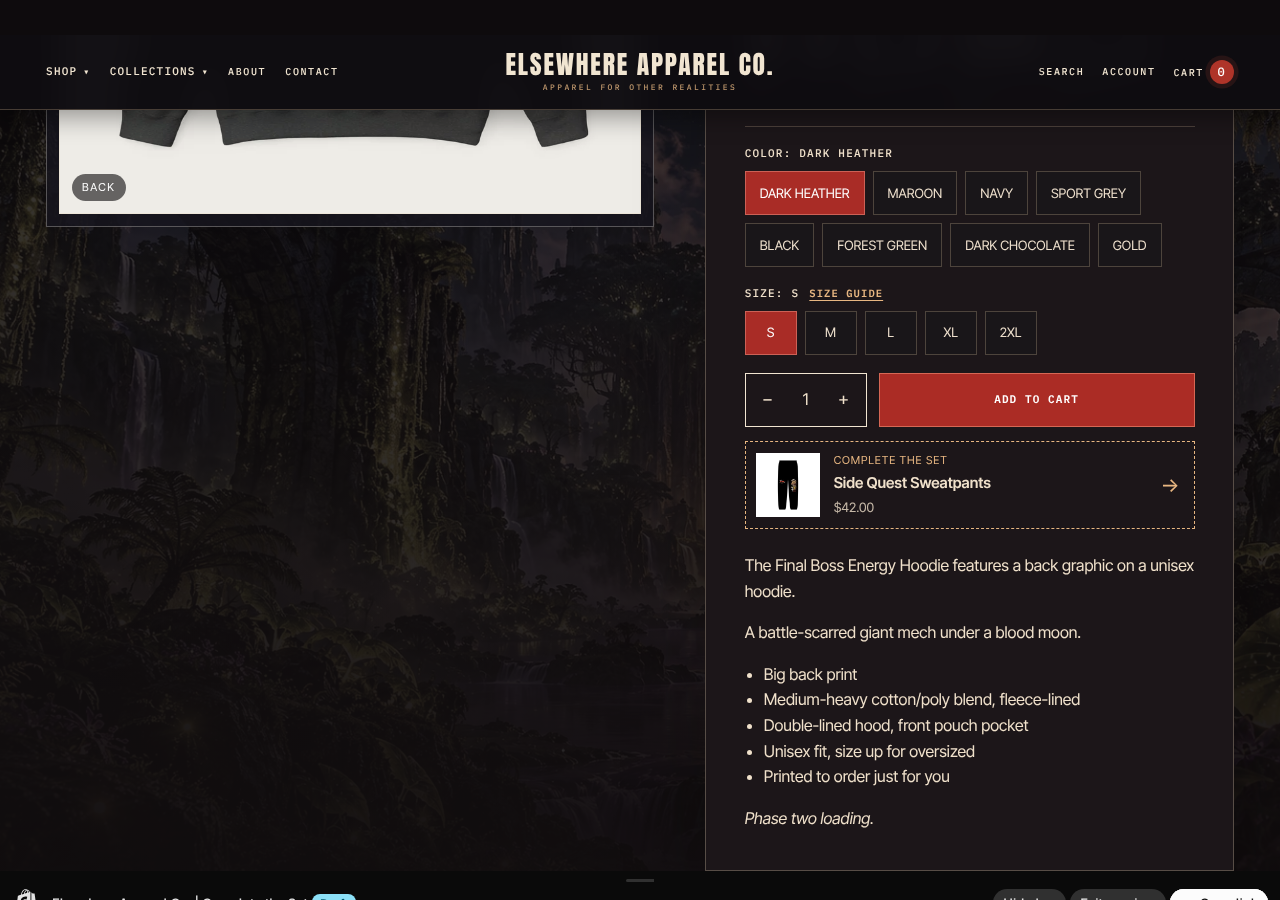 SHOP ▾ COLLECTIONS ▾ ABOUT CONTACT
ELSEWHERE APPAREL CO.
APPAREL FOR OTHER REALITIES
SEARCH ACCOUNT CART 0
BACK
COLOR: DARK HEATHER
DARK HEATHER MAROON NAVY SPORT GREY
BLACK FOREST GREEN DARK CHOCOLATE GOLD
SIZE: S SIZE GUIDE
S M L XL 2XL
− 1 + ADD TO CART
COMPLETE THE SET
Side Quest Sweatpants
$42.00
→
The Final Boss Energy Hoodie features a back graphic on a unisex
hoodie.
A battle-scarred giant mech under a blood moon.
• Big back print
• Medium-heavy cotton/poly blend, fleece-lined
• Double-lined hood, front pouch pocket
• Unisex fit, size up for oversized
• Printed to order just for you
Phase two loading.